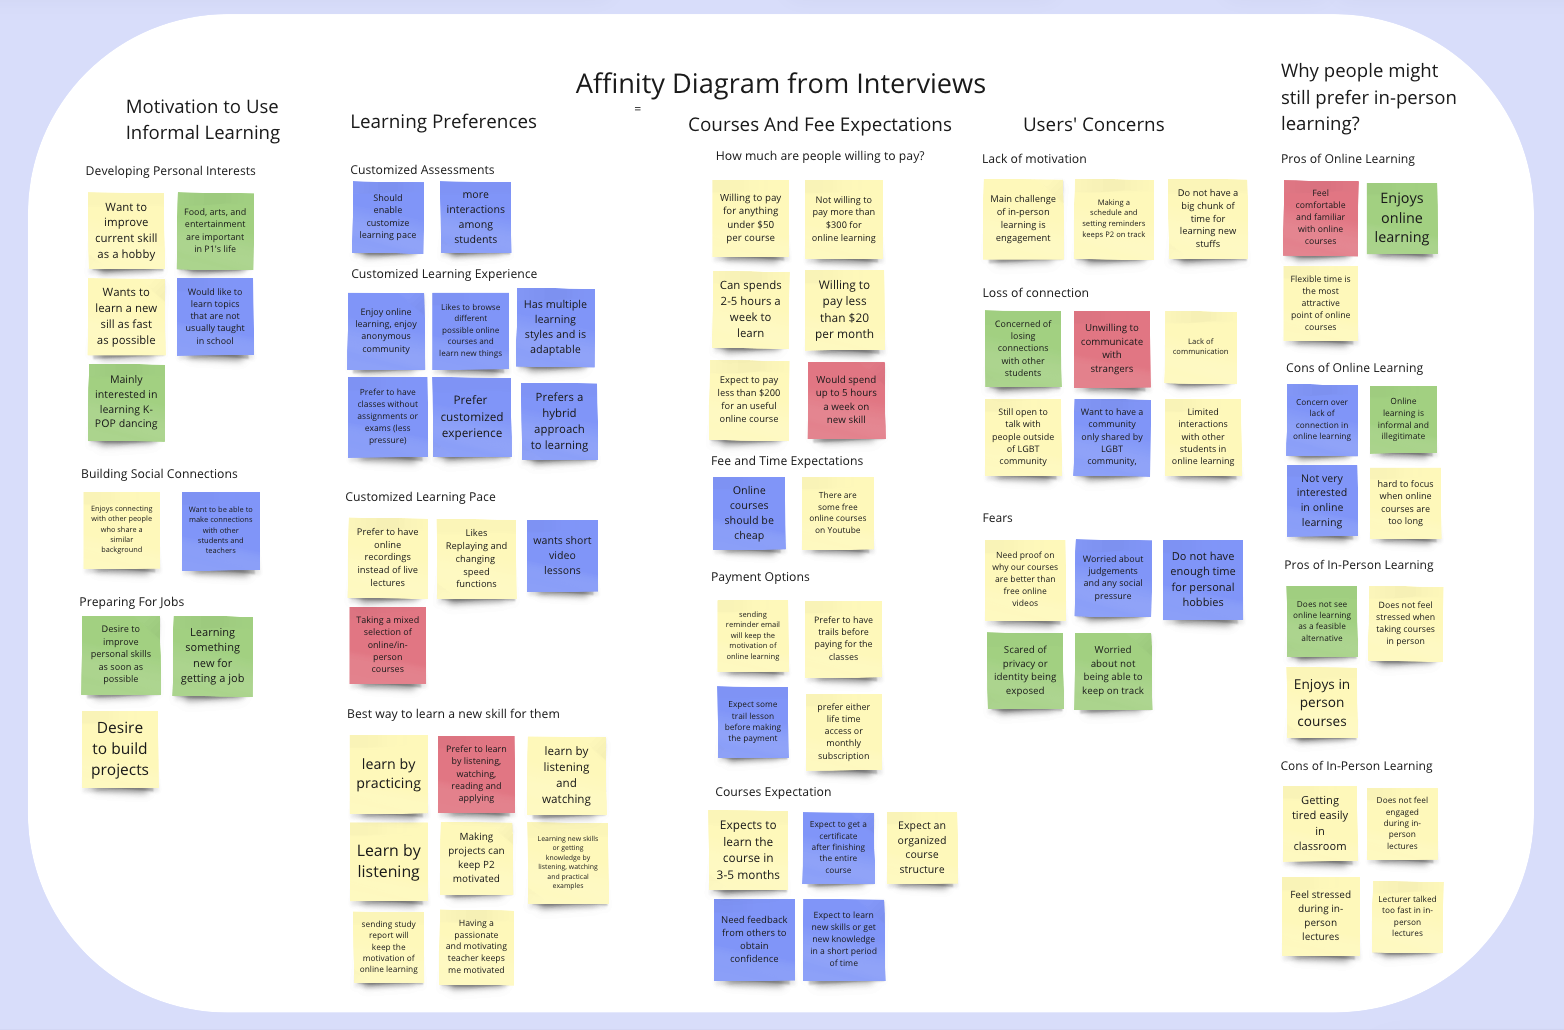 Affinity Diagram from Interviews
=
Motivation to Use
Informal Learning
Developing Personal Interests
Want to
improve
current skill
as a hobby
Food, arts, and
entertainment
are important
in P1's life
Wants to
learn a new
sill as fast
as possible
Would like to
learn topics
that are not
usually taught
in school
Mainly
interested in
learning K-
POP dancing
Building Social Connections
Enjoys connecting
with other people
who share a
similar
background
Want to be able to
make connections
with other
students and
teachers
Preparing For Jobs
Desire to
improve
personal skills
as soon as
possible
Learning
something
new for
getting a job
Desire
to build
projects
Learning Preferences
Customized Assessments
Should
enable
customize
learning pace
more
interactions
among
students
Customized Learning Experience
Enjoy online
learning, enjoy
anonymous
community
Likes to browse
different
possible online
courses and
learn new things
Has multiple
learning
styles and is
adaptable
Prefer to have
classes without
assignments or
exams (less
pressure)
Prefer
customized
experience
Prefers a
hybrid
approach
to learning
Customized Learning Pace
Prefer to have
online
recordings
instead of live
lectures
Likes
Replaying and
changing
speed
functions
wants short
video
lessons
Taking a mixed
selection of
online/in-
person
courses
Best way to learn a new skill for them
learn by
practicing
Prefer to learn
by listening,
watching,
reading and
applying
learn by
listening
and
watching
Learn by
listening
Making
projects can
keep P2
motivated
Learning new skills
or getting
knowledge by
listening, watching
and practical
examples
sending study
report will
keep the
motivation of
online learning
Having a
passionate
and motivating
teacher keeps
me motivated
Courses And Fee Expectations
How much are people willing to pay?
Willing to pay
for anything
under $50
per course
Not willing to
pay more than
$300 for
online learning
Can spends
2-5 hours a
week to
learn
Willing to
pay less
than $20
per month
Expect to pay
less than $200
for an useful
online course
Would spend
up to 5 hours
a week on
new skill
Fee and Time Expectations
Online
courses
should be
cheap
There are
some free
online courses
on Youtube
Payment Options
sending
reminder email
will keep the
motivation of
online learning
Prefer to have
trails before
paying for the
classes
Expect some
trail lesson
before making
the payment
prefer either
life time
access or
monthly
subscription
Courses Expectation
Expects to
learn the
course in
3-5 months
Expect to get a
certificate
after finishing
the entire
course
Expect an
organized
course
structure
Need feedback
from others to
obtain
confidence
Expect to learn
new skills or get
new knowledge
in a short period
of time
Users' Concerns
Lack of motivation
Main challenge
of in-person
learning is
engagement
Making a
schedule and
setting reminders
keeps P2 on track
Do not have a
big chunk of
time for
learning new
stuffs
Loss of connection
Concerned of
losing
connections
with other
students
Unwilling to
communicate
with
strangers
Lack of
communication
Still open to
talk with
people outside
of LGBT
community
Want to have a
community
only shared by
LGBT
community,
Limited
interactions
with other
students in
online learning
Fears
Need proof on
why our courses
are better than
free online
videos
Worried about
judgements
and any social
pressure
Do not have
enough time
for personal
hobbies
Scared of
privacy or
identity being
exposed
Worried
about not
being able to
keep on track
Why people might
still prefer in-person
learning?
Pros of Online Learning
Feel
comfortable
and familiar
with online
courses
Enjoys
online
learning
Flexible time is
the most
attractive
point of online
courses
Cons of Online Learning
Concern over
lack of
connection in
online learning
Online
learning is
informal and
illegitimate
Not very
interested
in online
learning
hard to focus
when online
courses are
too long
Pros of In-Person Learning
Does not see
online learning
as a feasible
alternative
Does not feel
stressed when
taking courses
in person
Enjoys in
person
courses
Cons of In-Person Learning
Getting
tired easily
in
classroom
Does not feel
engaged
during in-
person
lectures
Feel stressed
during in-
person
lectures
Lecturer talked
too fast in in-
person
lectures